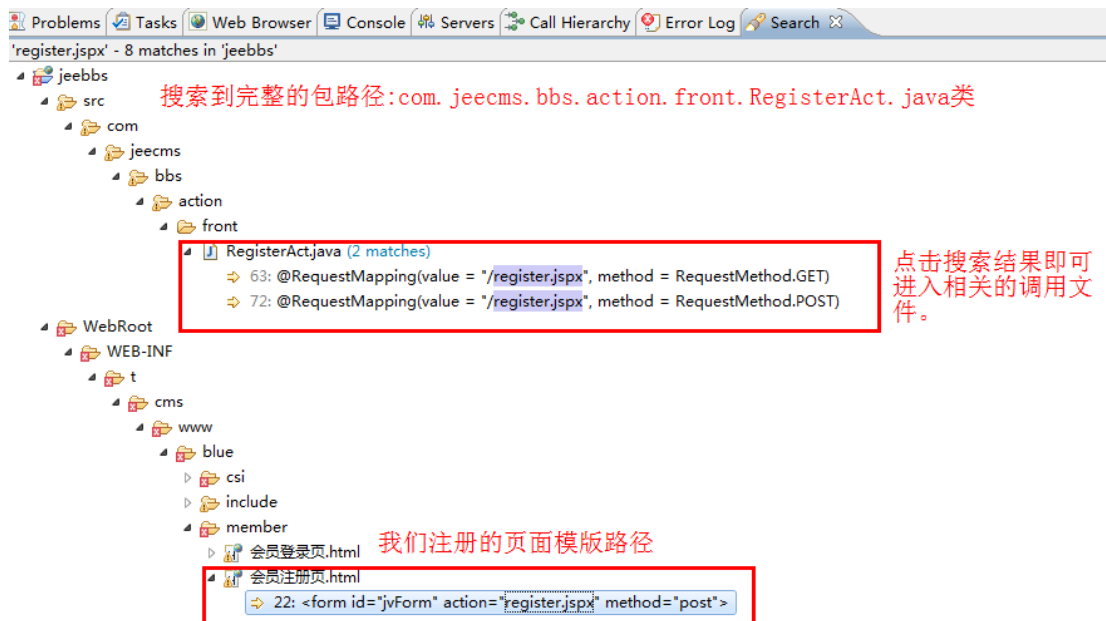 Problems Tasks Web Browser Console Servers Call Hierarchy Error Log Search
'register.jspx' - 8 matches in 'jeebbs'
jeebbs
src
搜索到完整的包路径:com.jeecms.bbs.action.front.RegisterAct.java类
com
jeecms
bbs
action
front
RegisterAct.java (2 matches)
63: @RequestMapping(value = "/register.jspx", method = RequestMethod.GET)
72: @RequestMapping(value = "/register.jspx", method = RequestMethod.POST)
点击搜索结果即可
进入相关的调用文
件。
WebRoot
WEB-INF
t
cms
www
blue
csi
include
member
我们注册的页面模版路径
会员登录页.html
会员注册页.html
22: <form id="jvForm" action="register.jspx" method="post">